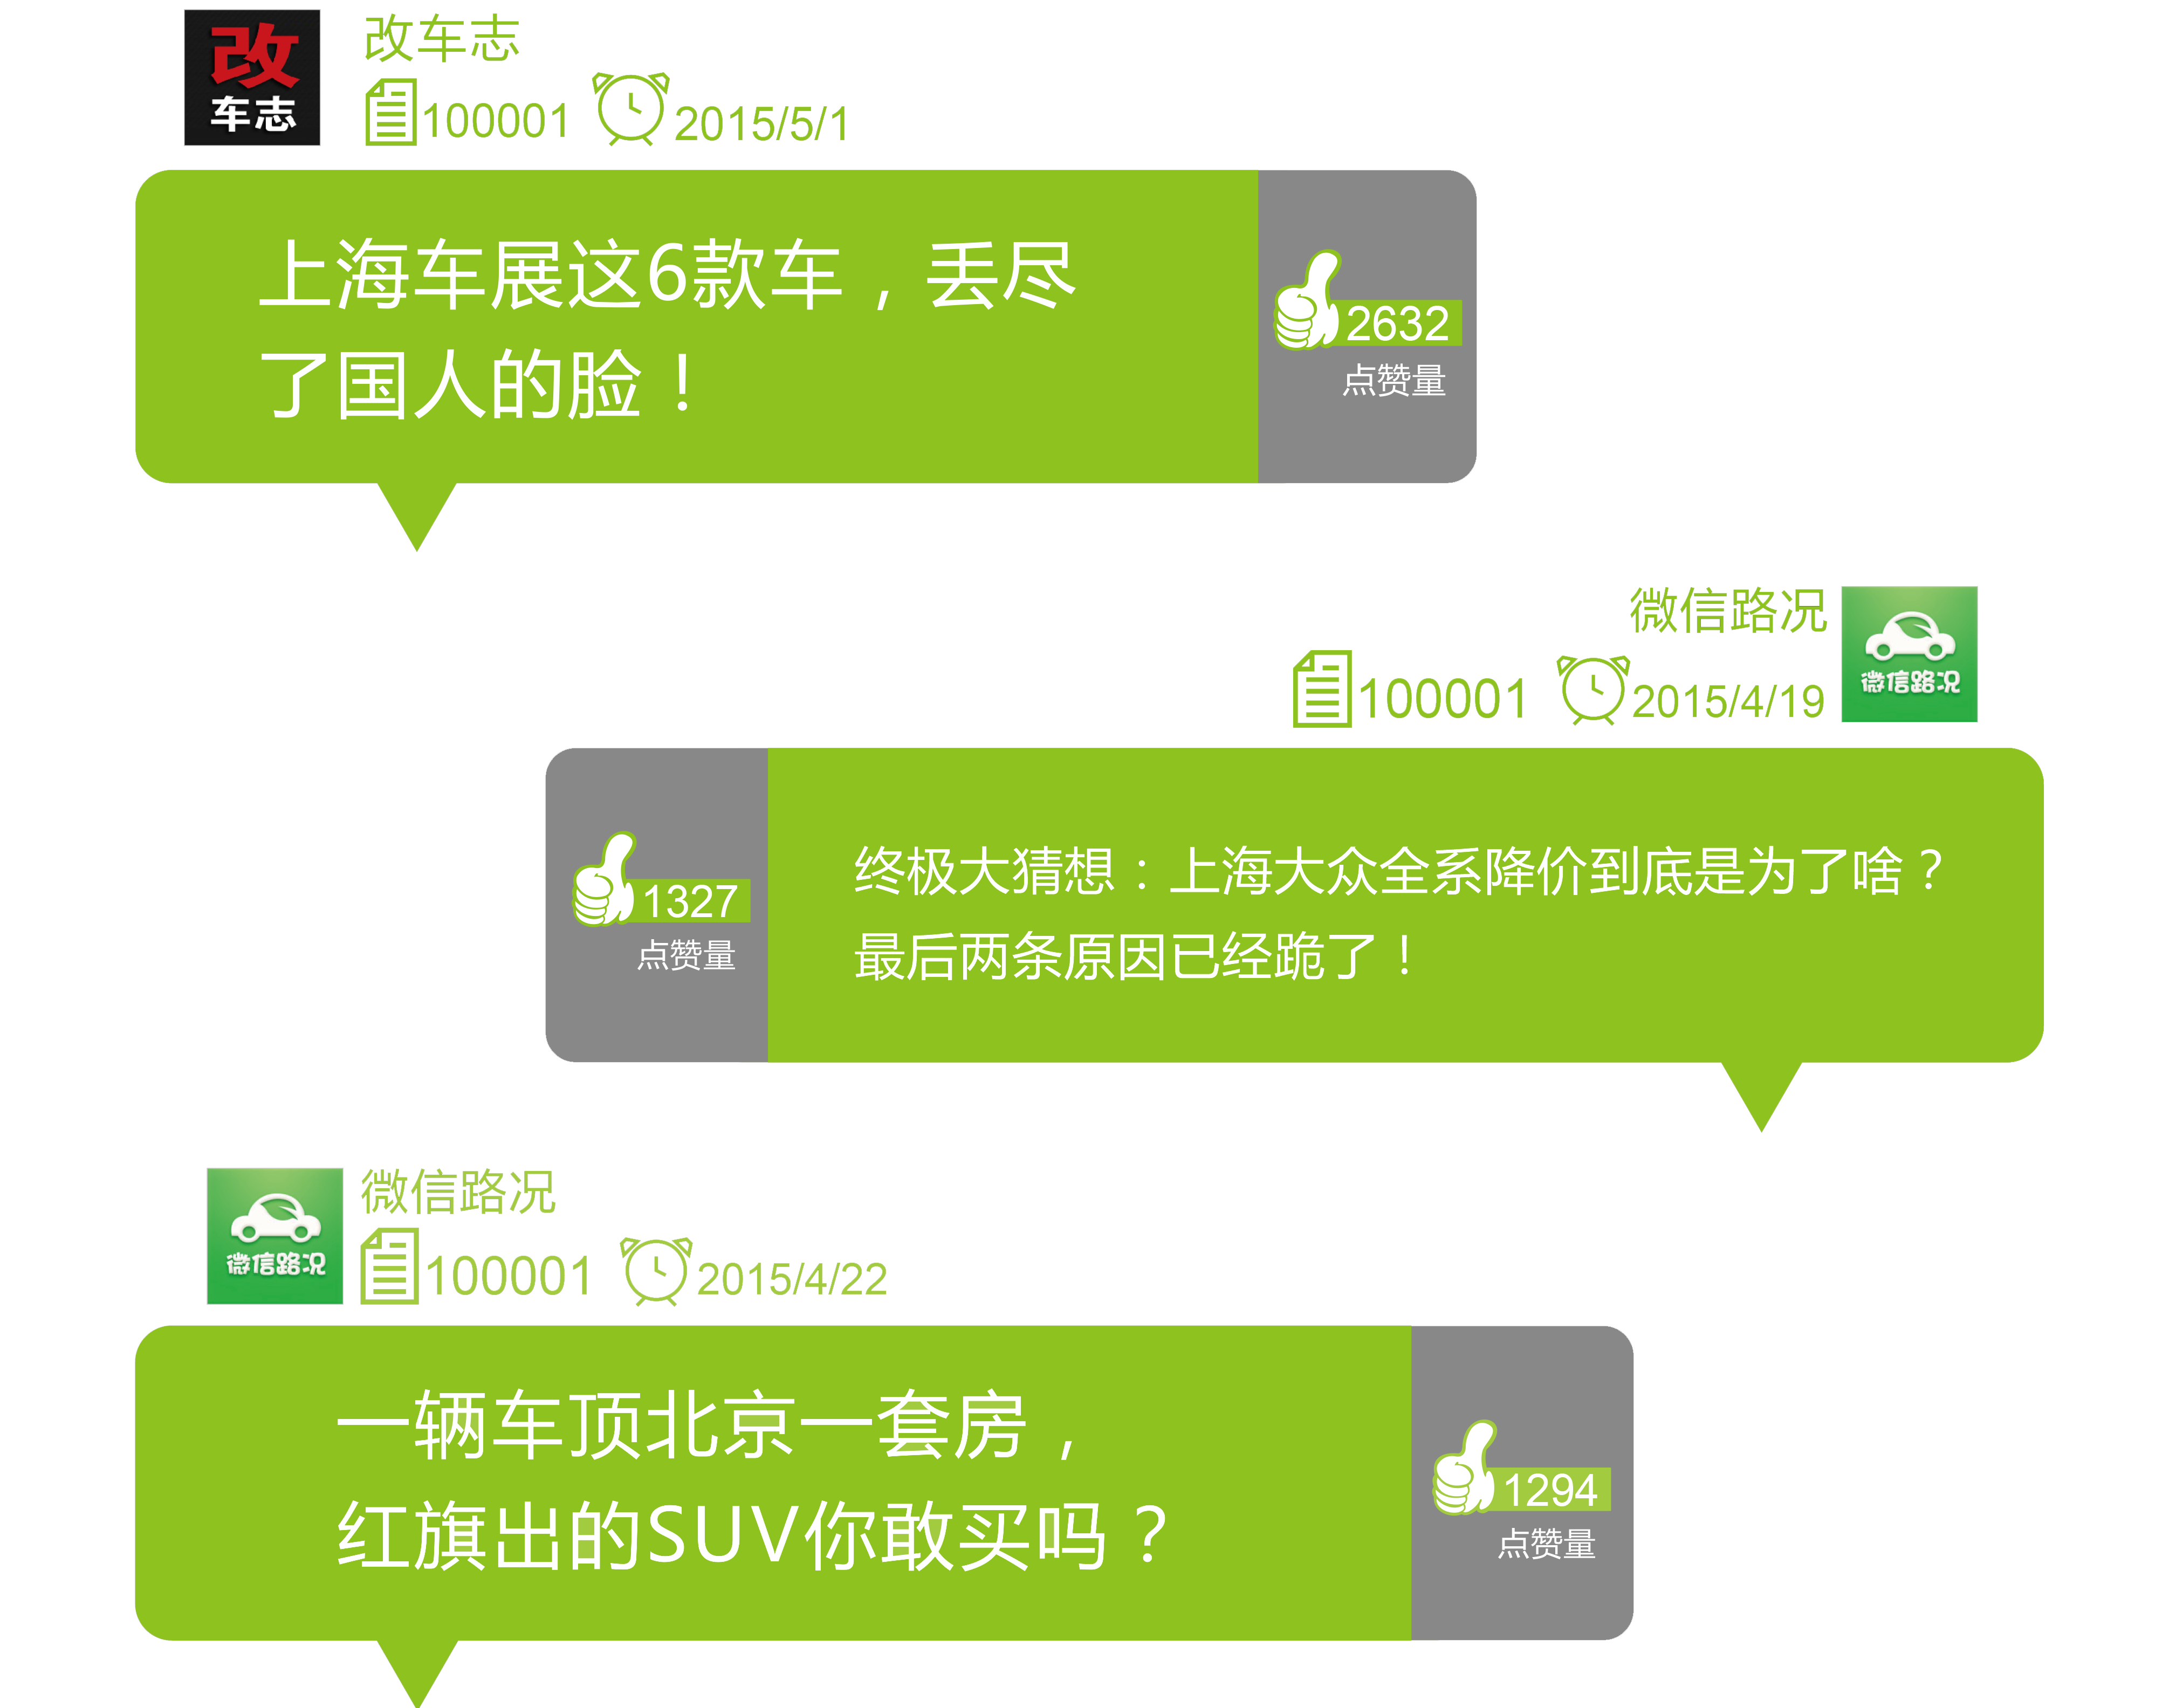 改
车志
改车志
100001 2015/5/1
上海车展这6款车，丢尽
了国人的脸！
2632
点赞量
微信路况
100001 2015/4/19
微信路况
终极大猜想：上海大众全系降价到底是为了啥？
最后两条原因已经跪了！
1327
点赞量
微信路况
微信路况
100001 2015/4/22
一辆车顶北京一套房，
红旗出的SUV你敢买吗？
1294
点赞量